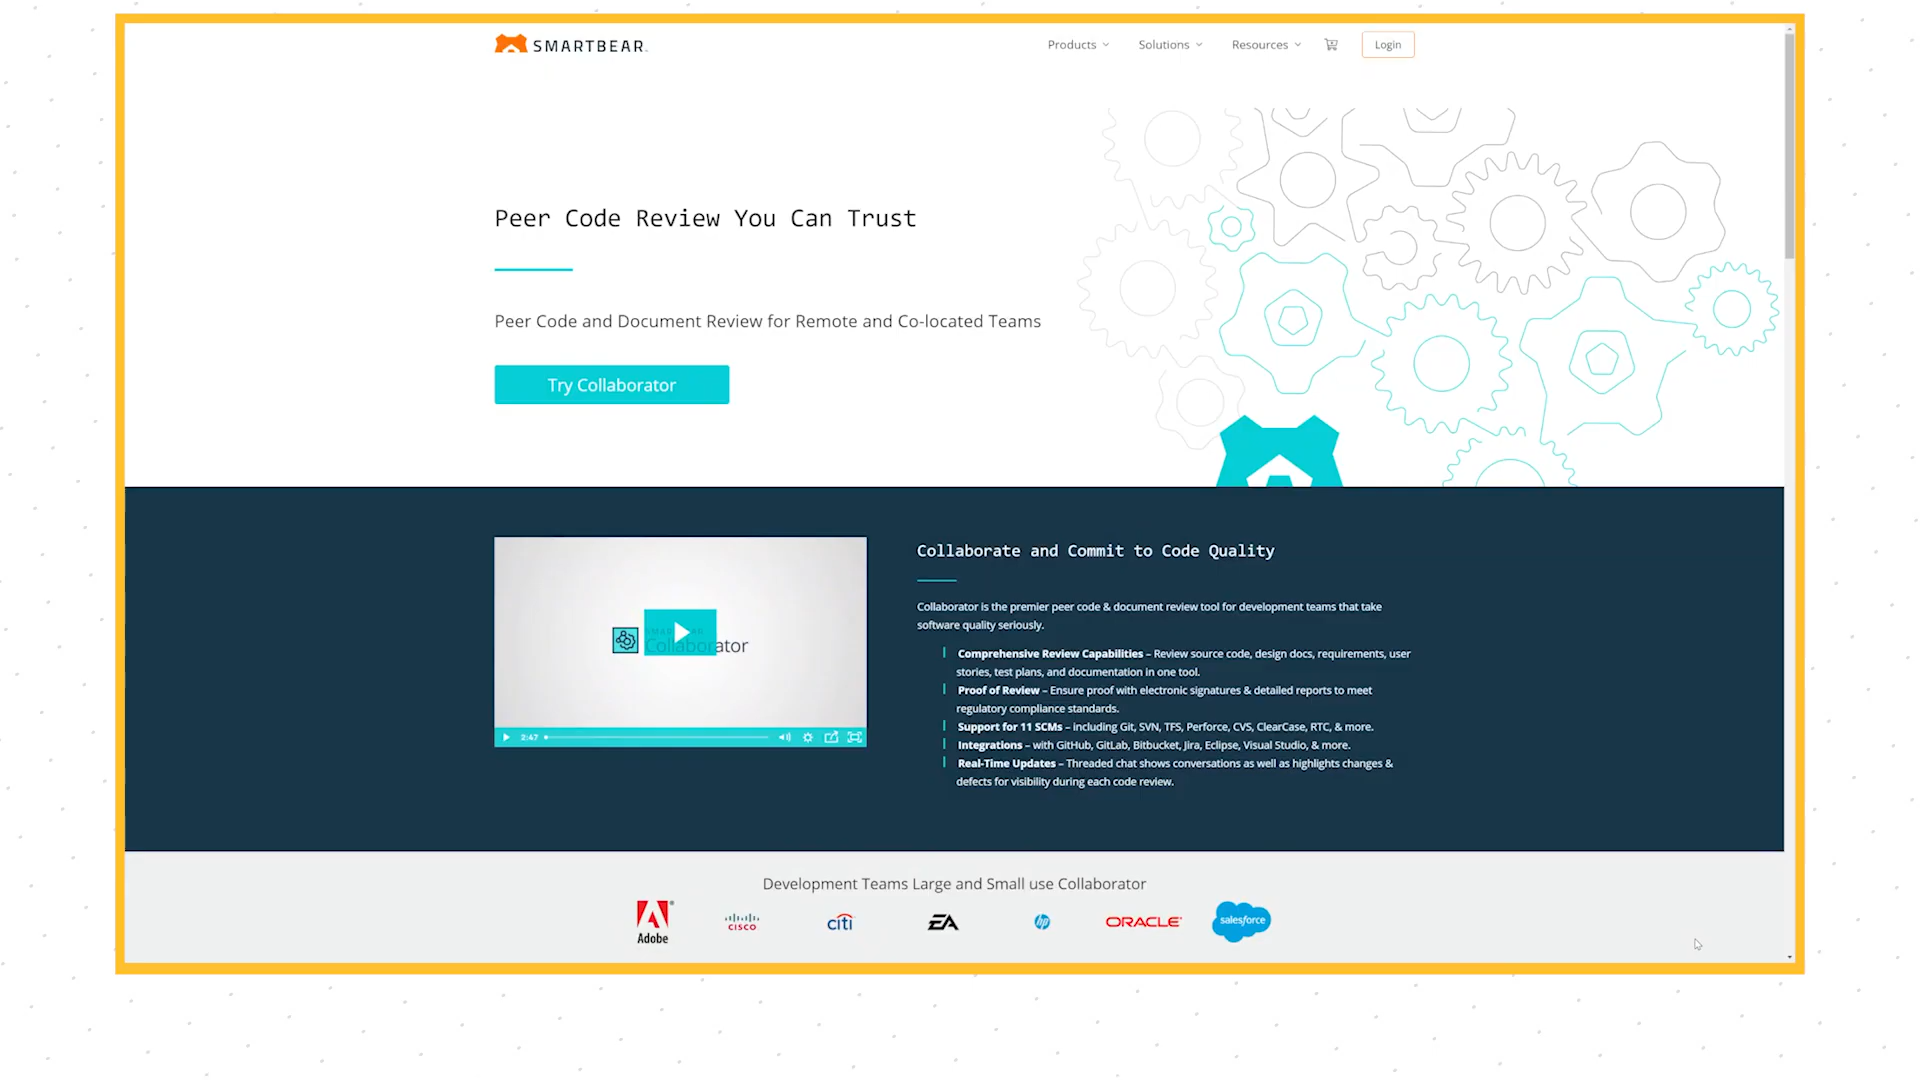 SMARTBEAR
Products
Solutions
Resources
Login
Peer Code Review You Can Trust
Peer Code and Document Review for Remote and Co-located Teams
Try Collaborator
Collaborator
2:47
Collaborate and Commit to Code Quality
Collaborator is the premier peer code & document review tool for development teams that take
software quality seriously.
Comprehensive Review Capabilities – Review source code, design docs, requirements, user
stories, test plans, and documentation in one tool.
Proof of Review – Ensure proof with electronic signatures & detailed reports to meet
regulatory compliance standards.
Support for 11 SCMs – including Git, SVN, TFS, Perforce, CVS, ClearCase, RTC, & more.
Integrations – with GitHub, GitLab, Bitbucket, Jira, Eclipse, Visual Studio, & more.
Real-Time Updates – Threaded chat shows conversations as well as highlights changes &
defects for visibility during each code review.
Development Teams Large and Small use Collaborator
Adobe
CISCO
citi
EA
hp
ORACLE
salesforce